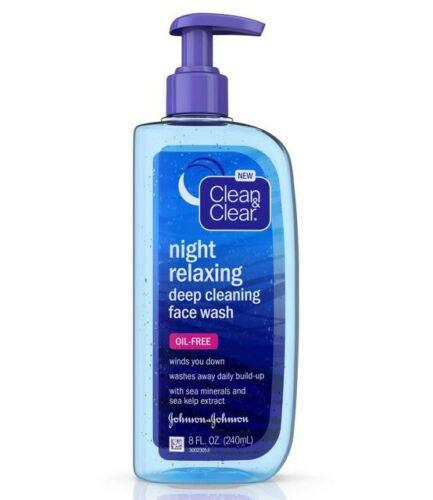 NEW
Clean
&
Clear®
night
relaxing
deep cleaning
face wash
OIL-FREE
winds you down
washes away daily build-up
with sea minerals and
sea kelp extract
Johnson & Johnson
8 FL. OZ. (240mL)